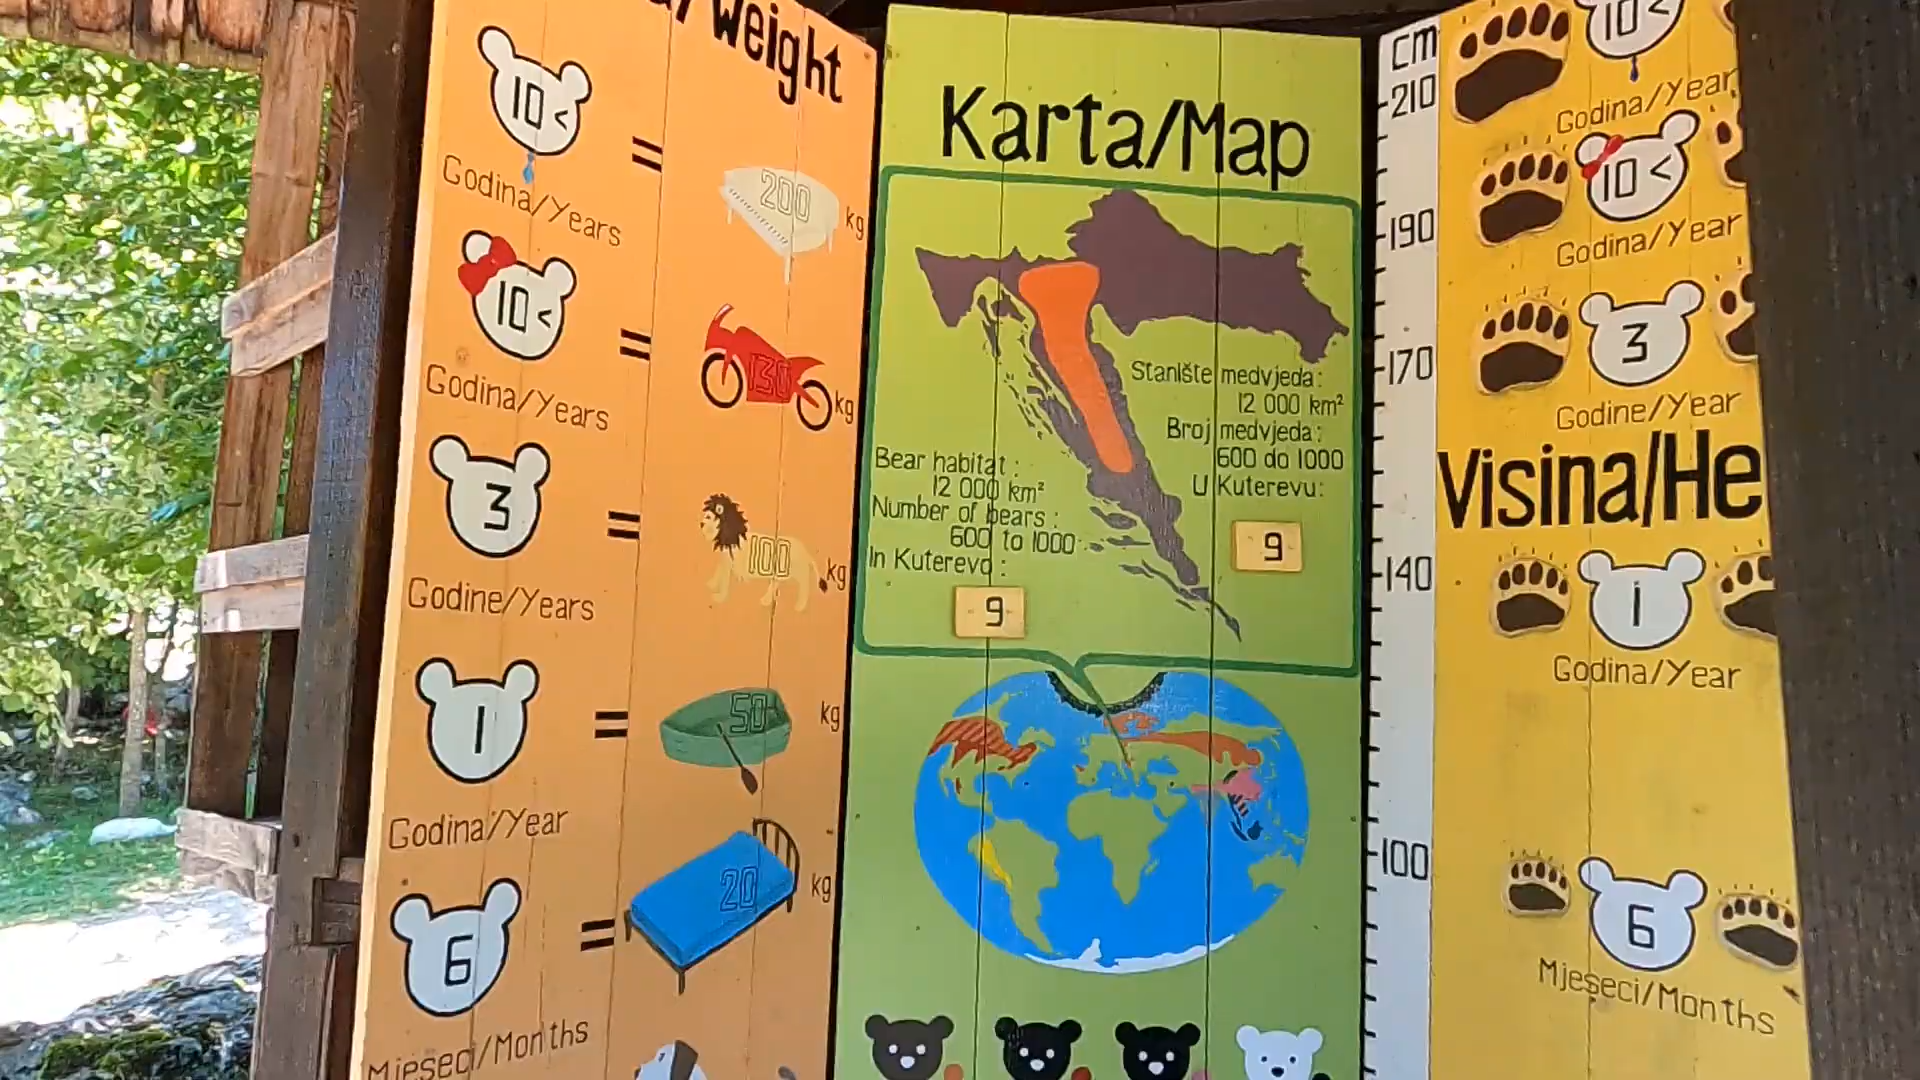 Weight
10<
Godina/Years
=
200 kg
10<
Godina/Years
=
130 kg
3
Godine/Years
=
100 kg
1
Godina/Year
=
50 kg
6
Mjeseci/Months
=
20 kg
Karta/Map
Stanište medvjeda:
12 000 km²
Broj medvjeda:
600 do 1000
U Kuterevu:
9
Bear habitat:
12 000 km²
Number of bears:
600 to 1000
In Kuterevo:
9
cm
210
190
170
140
100
10<
Godina/Year
10<
Godina/Year
3
Godine/Year
Visina/He
1
Godina/Year
6
Mjeseci/Months